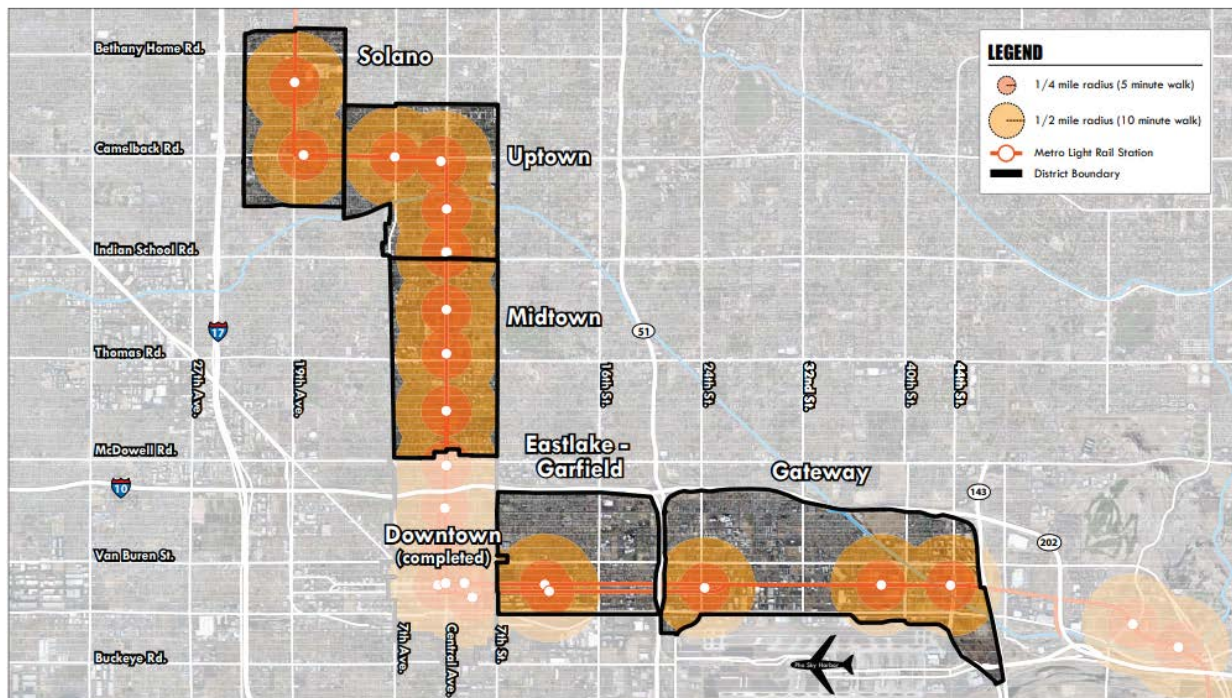 Bethany Home Rd.
Solano
LEGEND
1/4 mile radius (5 minute walk)
1/2 mile radius (10 minute walk)
Metro Light Rail Station
District Boundary
Camelback Rd.
Uptown
Indian School Rd.
Midtown
17
51
Thomas Rd.
27th Ave.
19th Ave.
16th St.
24th St.
32nd St.
40th St.
44th St.
McDowell Rd.
Eastlake -
Garfield
Gateway
10
143
Downtown
(completed)
202
Van Buren St.
7th Ave.
Central Ave.
7th St.
Buckeye Rd.
Phx Sky Harbor